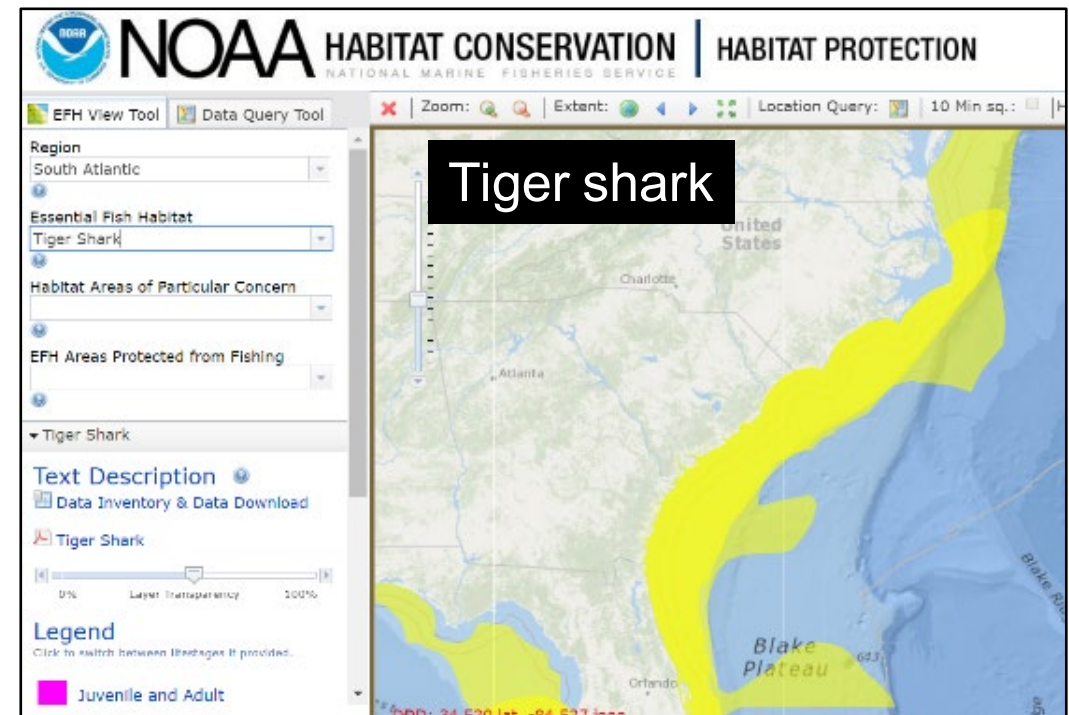 NOAA
NOAA HABITAT CONSERVATION | HABITAT PROTECTION
NATIONAL MARINE FISHERIES SERVICE
EFH View Tool Data Query Tool
Zoom: Extent: Location Query: 10 Min sq.:
Region
South Atlantic
Essential Fish Habitat
Tiger Shark
Habitat Areas of Particular Concern
EFH Areas Protected from Fishing
Tiger Shark
Text Description
Data Inventory & Data Download
Tiger Shark
0% Layer Transparency 100%
Legend
Click to switch between lifestages if provided.
Juvenile and Adult
Tiger shark
United
States
Charlotte
Atlanta
Blake
Blake
Plateau
643
Orlando